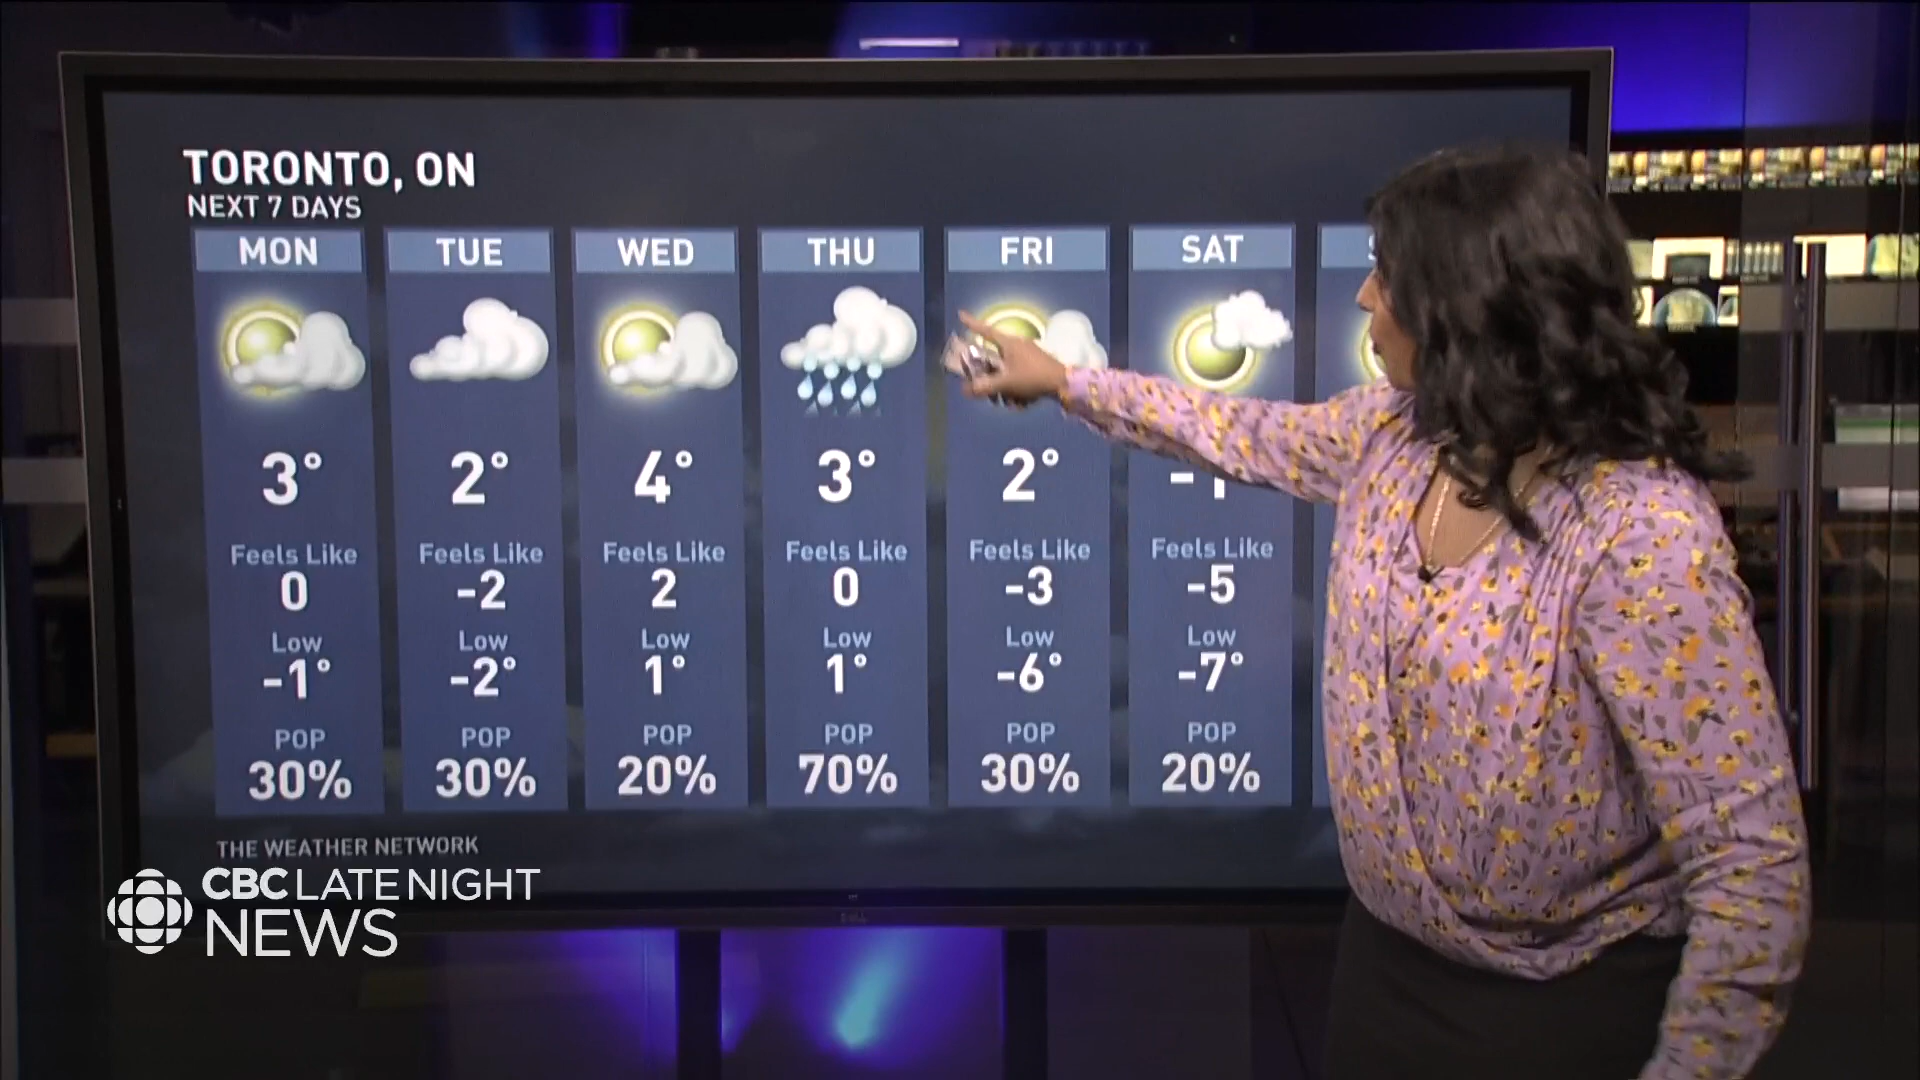 TORONTO, ON
NEXT 7 DAYS
MON TUE WED THU FRI SAT
3° 2° 4° 3° 2°
Feels Like Feels Like Feels Like Feels Like Feels Like Feels Like
0 -2 2 0 -3 -5
Low Low Low Low Low Low
-1° -2° 1° 1° -6° -7°
POP POP POP POP POP POP
30% 30% 20% 70% 30% 20%
THE WEATHER NETWORK
CBC LATE NIGHT
NEWS